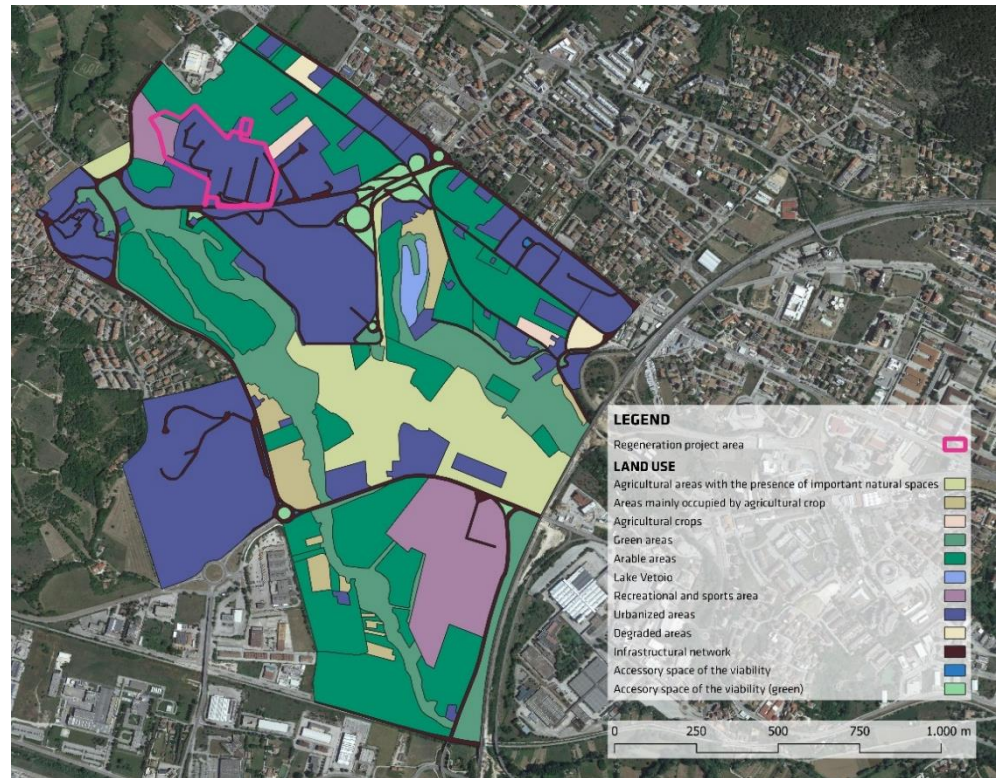 LEGEND
Regeneration project area
LAND USE
Agricultural areas with the presence of important natural spaces
Areas mainly occupied by agricultural crop
Agricultural crops
Green areas
Arable areas
Lake Vetoio
Recreational and sports area
Urbanized areas
Degraded areas
Infrastructural network
Accessory space of the viability
Accesory space of the viability (green)
0 250 500 750 1.000 m